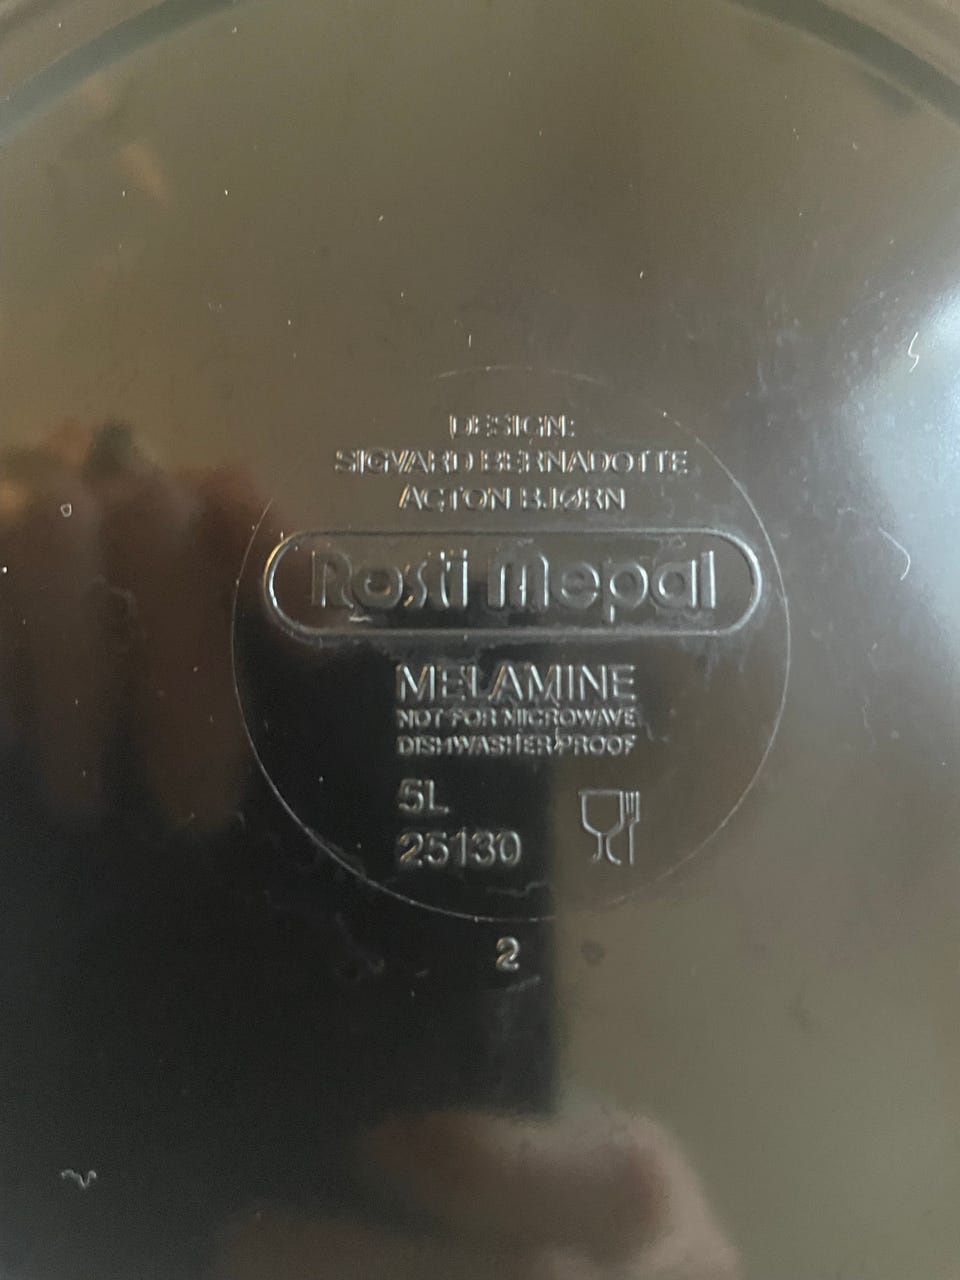 DESIGN:
SIGVARD BERNADOTTE
ACTON BJØRN
Rosti Mepal
MELAMINE
NOT FOR MICROWAVE
DISHWASHER PROOF
5L
25130
2